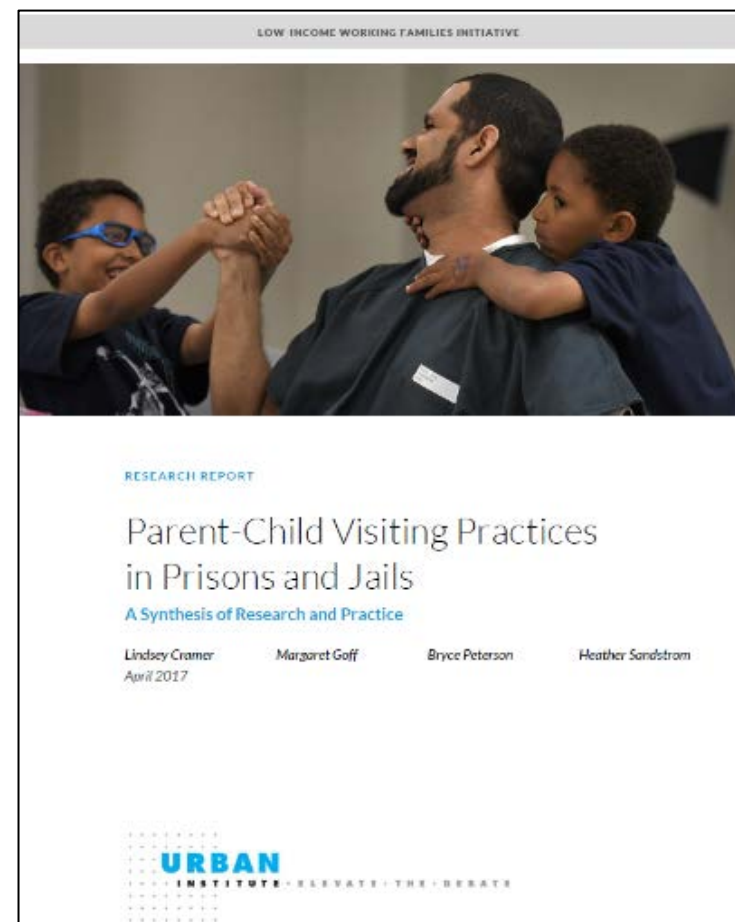 LOW-INCOME WORKING FAMILIES INITIATIVE
RESEARCH REPORT
Parent-Child Visiting Practices
in Prisons and Jails
A Synthesis of Research and Practice
Lindsey Cramer Margaret Goff Bryce Peterson Heather Sandstrom
April 2017
URBAN
INSTITUTE · ELEVATE · THE · DEBATE